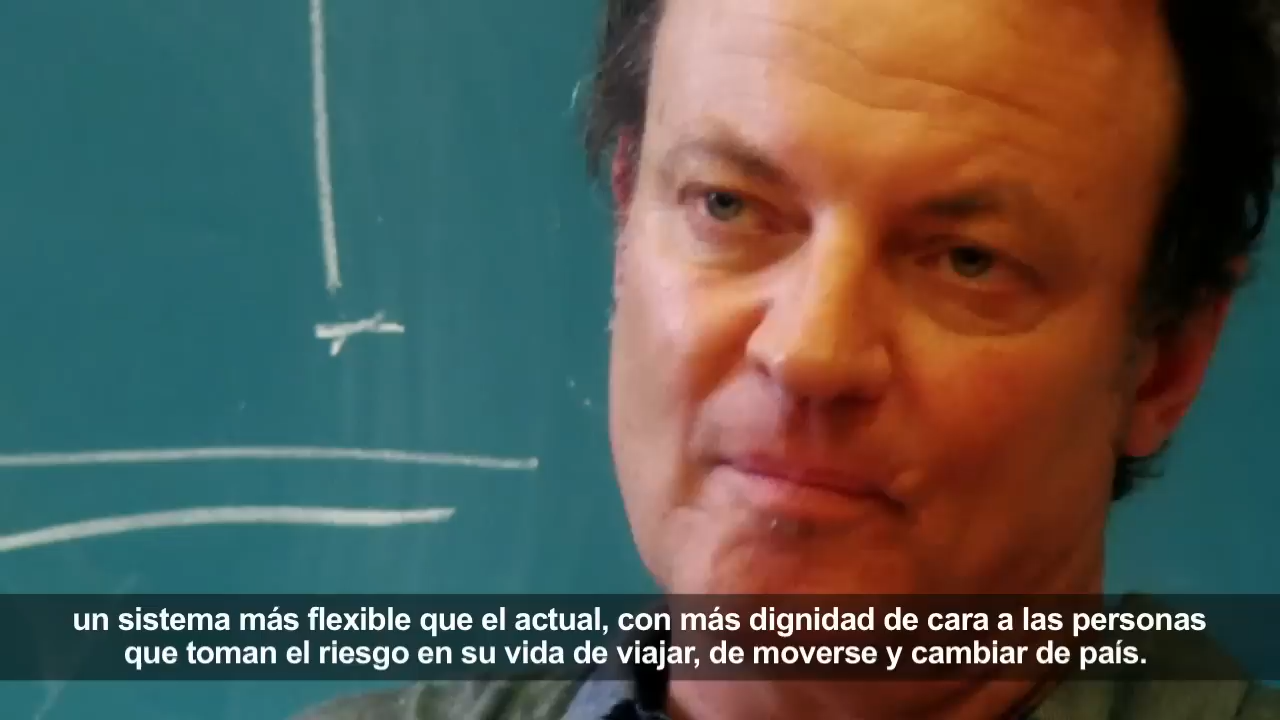 un sistema más flexible que el actual, con más dignidad de cara a las personas
que toman el riesgo en su vida de viajar, de moverse y cambiar de país.